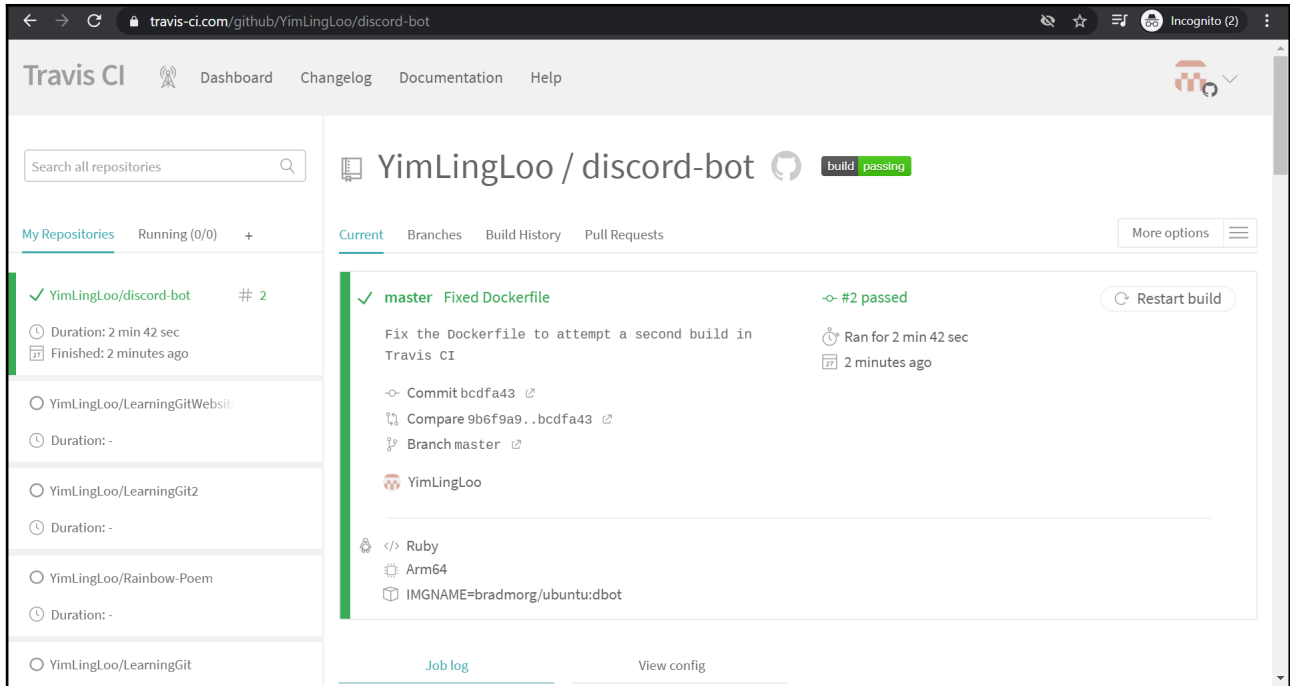 travis-ci.com/github/YimLingLoo/discord-bot
Incognito (2)
Travis CI
Dashboard
Changelog
Documentation
Help
Search all repositories
My Repositories
Running (0/0)
+
YimLingLoo/discord-bot
# 2
Duration: 2 min 42 sec
27
Finished: 2 minutes ago
YimLingLoo/LearningGitWebsit
Duration: -
YimLingLoo/LearningGit2
Duration: -
YimLingLoo/Rainbow-Poem
Duration: -
YimLingLoo/LearningGit
YimLingLoo / discord-bot
build passing
Current
Branches
Build History
Pull Requests
More options
master Fixed Dockerfile
Fix the Dockerfile to attempt a second build in
Travis CI
Commit bcdfa43
Compare 9b6f9a9..bcdfa43
Branch master
YimLingLoo
#2 passed
Ran for 2 min 42 sec
27
2 minutes ago
Restart build
</> Ruby
Arm64
IMGNAME=bradmorg/ubuntu:dbot
Job log
View config